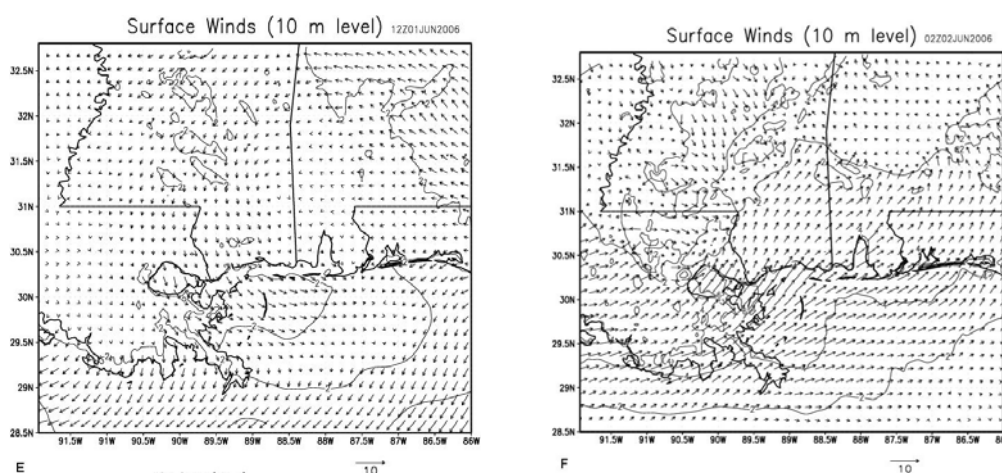 Surface Winds (10 m level) 12Z01JUN2006
32.5N
32N
31.5N
31N
30.5N
30N
29.5N
29N
28.5N
91.5W 91W 90.5W 90W 89.5W 89W 88.5W 88W 87.5W 87W 86.5W 86W
E
10
Surface Winds (10 m level) 02Z02JUN2006
32.5N
32N
31.5N
31N
30.5N
30N
29.5N
29N
28.5N
91.5W 91W 90.5W 90W 89.5W 89W 88.5W 88W 87.5W 87W 86.5W
F
10